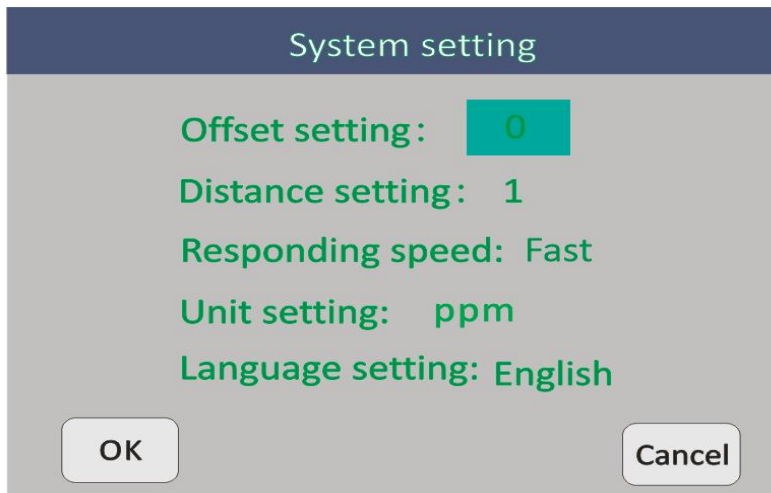 System setting
Offset setting: 0
Distance setting: 1
Responding speed: Fast
Unit setting: ppm
Language setting: English
OK
Cancel